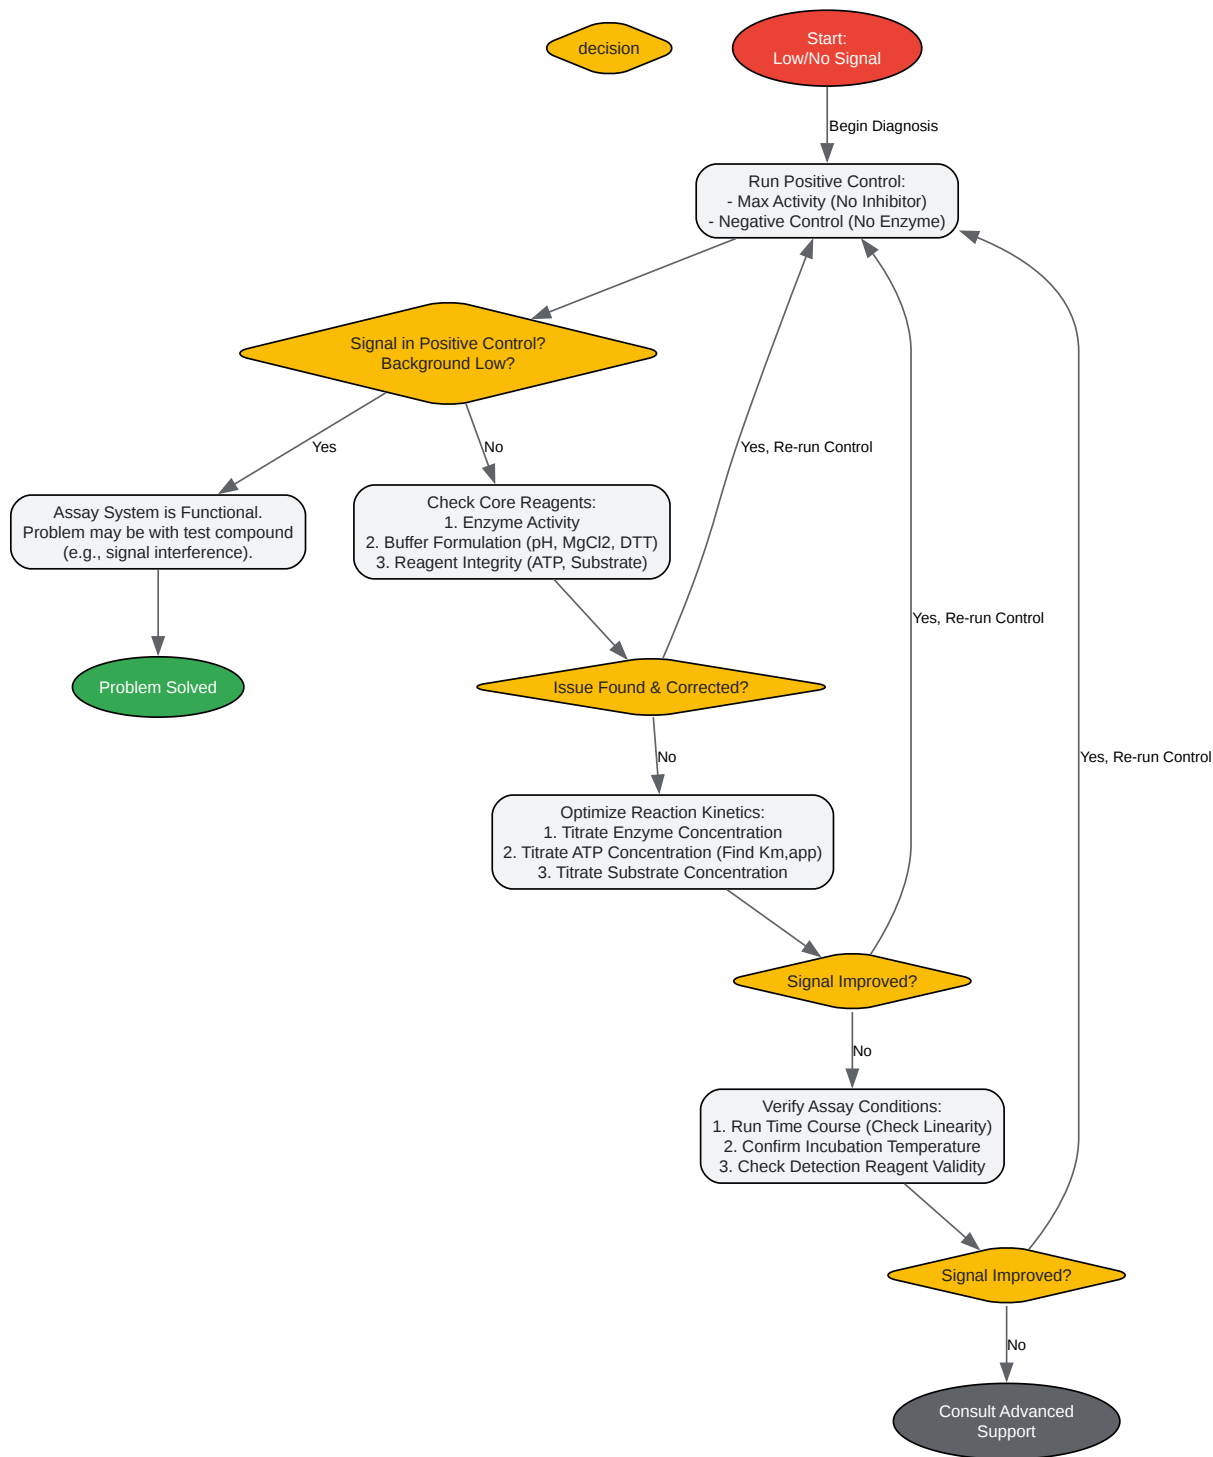 decision
Start:
Low/No Signal
Begin Diagnosis
Run Positive Control:
- Max Activity (No Inhibitor)
- Negative Control (No Enzyme)
Signal in Positive Control?
Background Low?
Yes
No
Yes, Re-run Control
Assay System is Functional.
Problem may be with test compound
(e.g., signal interference).
Check Core Reagents:
1. Enzyme Activity
2. Buffer Formulation (pH, MgCl2, DTT)
3. Reagent Integrity (ATP, Substrate)
Yes, Re-run Control
Problem Solved
Issue Found & Corrected?
No
Yes, Re-run Control
Optimize Reaction Kinetics:
1. Titrate Enzyme Concentration
2. Titrate ATP Concentration (Find Km,app)
3. Titrate Substrate Concentration
Signal Improved?
No
Verify Assay Conditions:
1. Run Time Course (Check Linearity)
2. Confirm Incubation Temperature
3. Check Detection Reagent Validity
Signal Improved?
No
Consult Advanced
Support